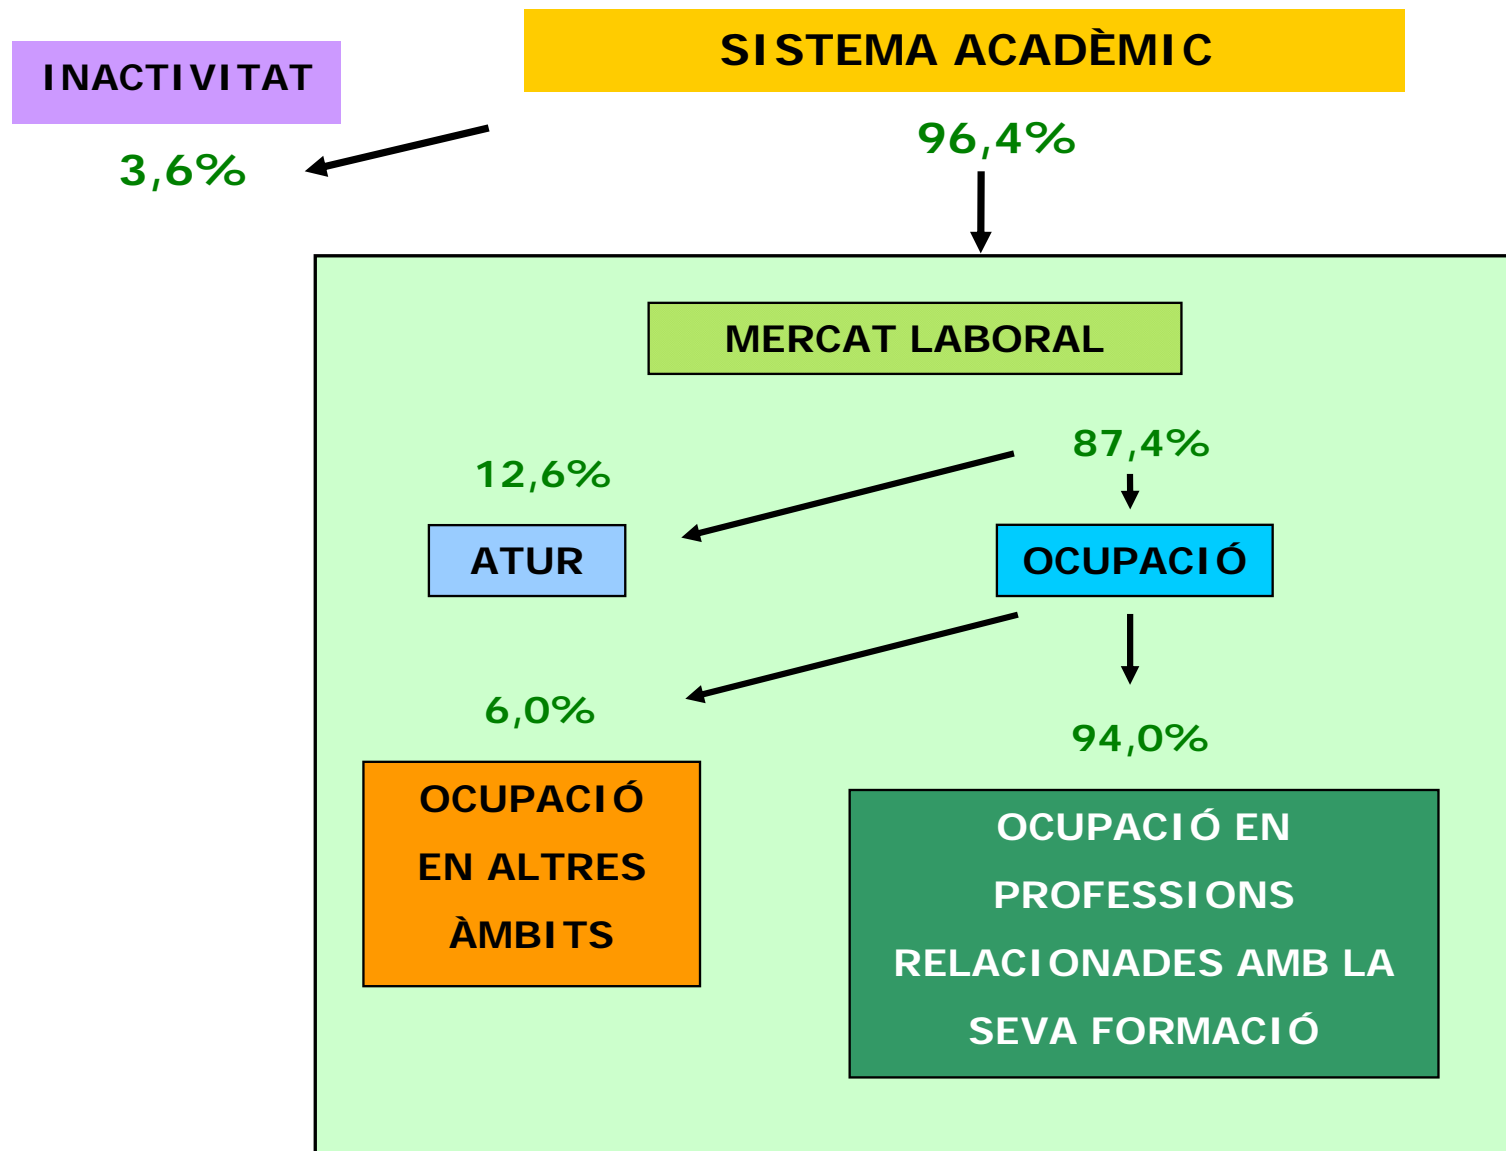 SISTEMA ACADÈMIC
INACTIVITAT
96,4%
3,6%
MERCAT LABORAL
87,4%
12,6%
ATUR
OCUPACIÓ
6,0%
94,0%
OCUPACIÓ
EN ALTRES
ÀMBITS
OCUPACIÓ EN
PROFESSIONS
RELACIONADES AMB LA
SEVA FORMACIÓ